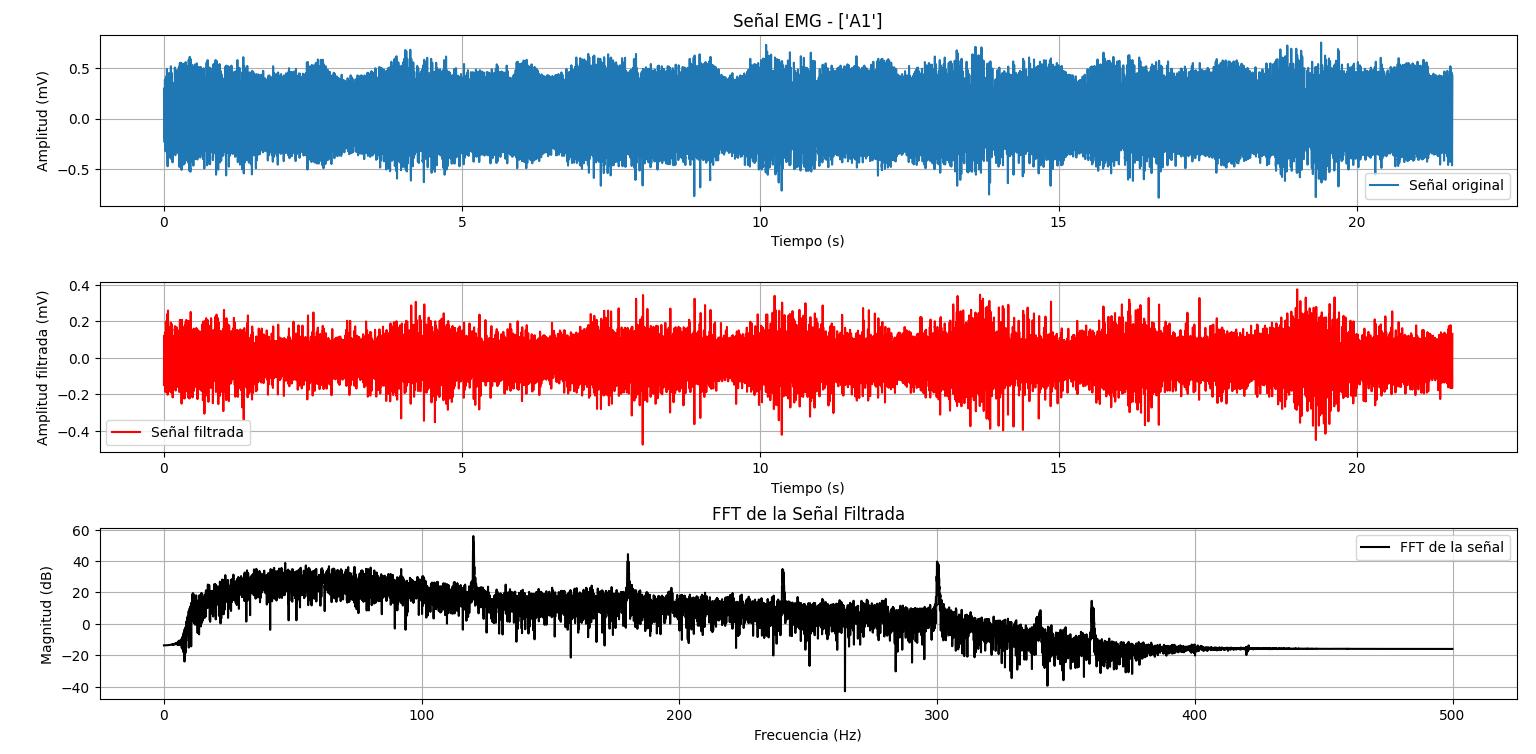 Señal EMG - ['A1']
Amplitud (mV)
0.5
0.0
−0.5
Señal original
0 5 10 15 20
Tiempo (s)
Amplitud filtrada (mV)
0.4
0.2
0.0
−0.2
−0.4
Señal filtrada
0 5 10 15 20
Tiempo (s)
FFT de la Señal Filtrada
Magnitud (dB)
60
40
20
0
−20
−40
FFT de la señal
0 100 200 300 400 500
Frecuencia (Hz)